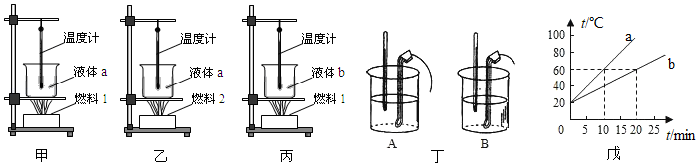 温度计
液体 a
燃料 1
甲
温度计
液体 a
燃料 2
乙
温度计
液体 b
燃料 1
丙
A
B
丁
t/℃
100
80
60
40
20
0
5
10
15
20
25
t/min
a
b
戊